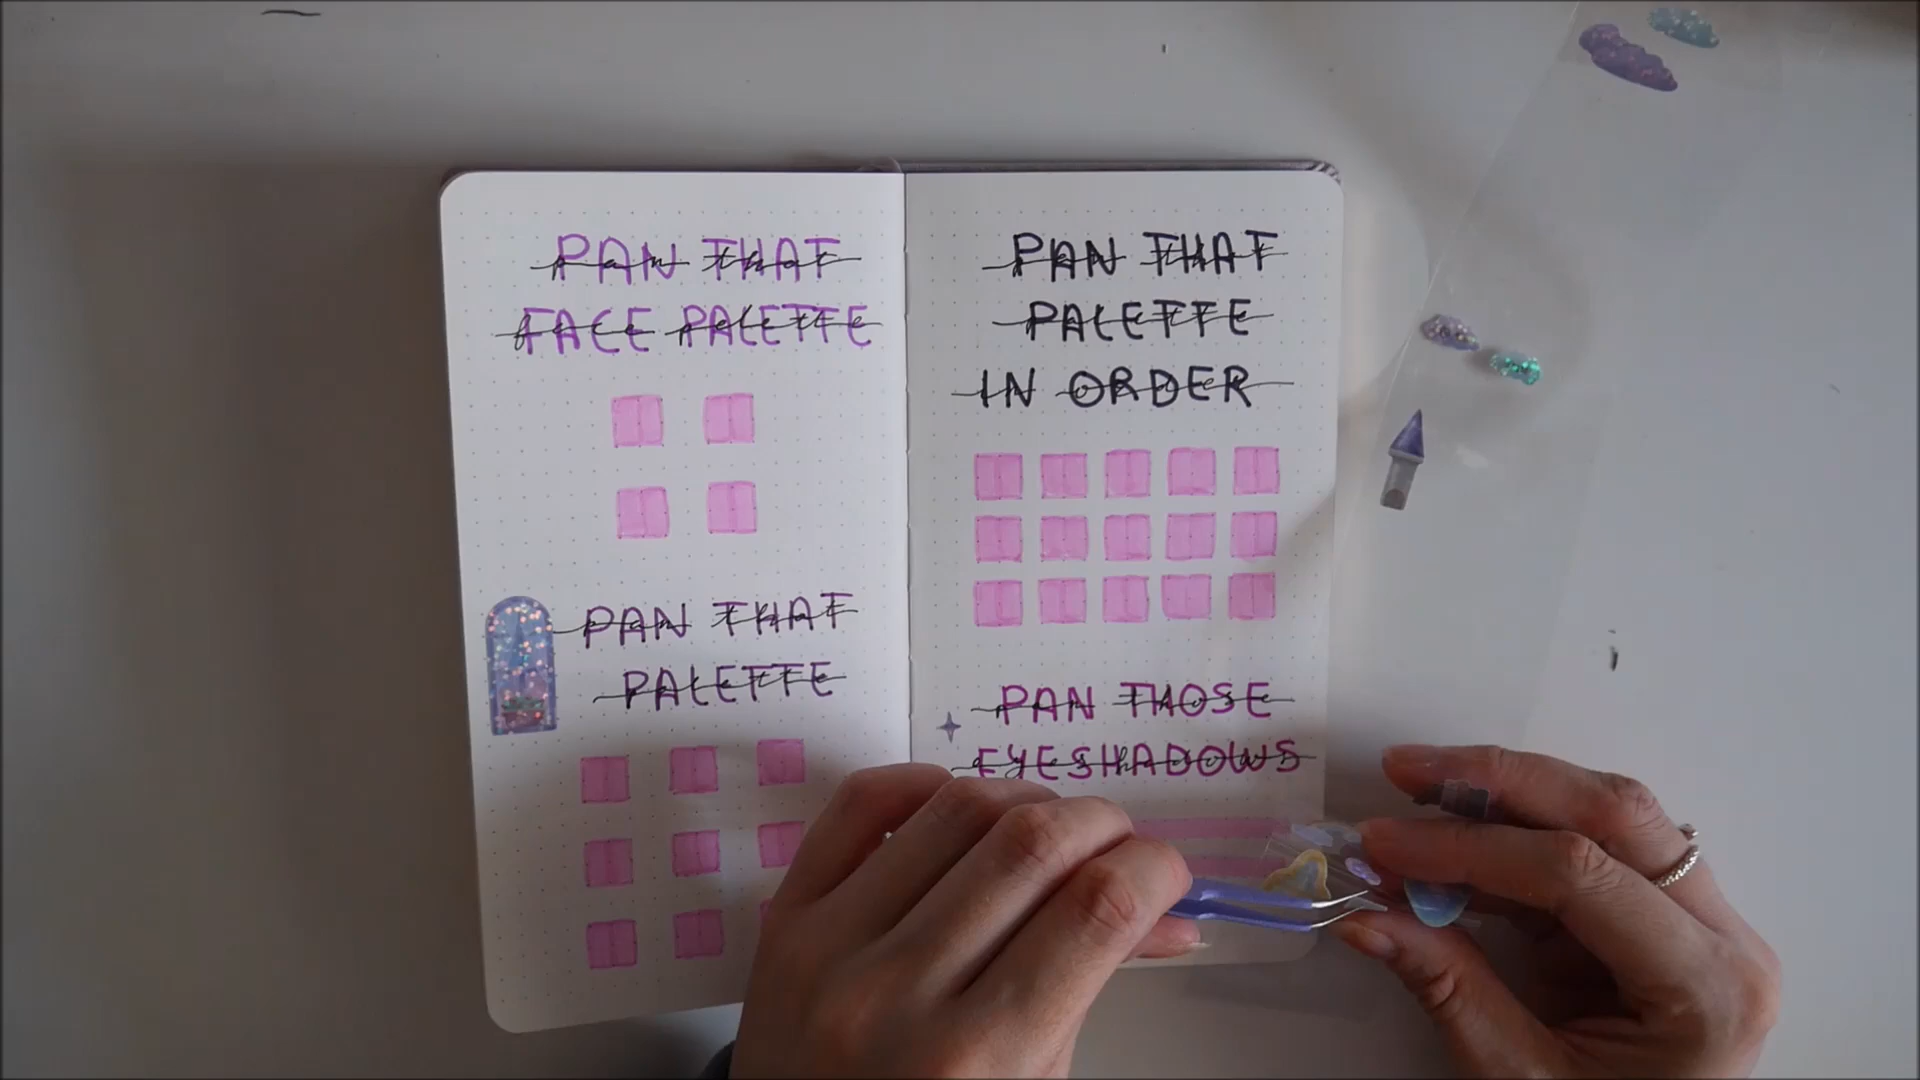 PAN THAT
FACE PALETTE
PAN THAT
PALETTE
PAN THAT
PALETTE
IN ORDER
PAN THOSE
EYESHADOWS